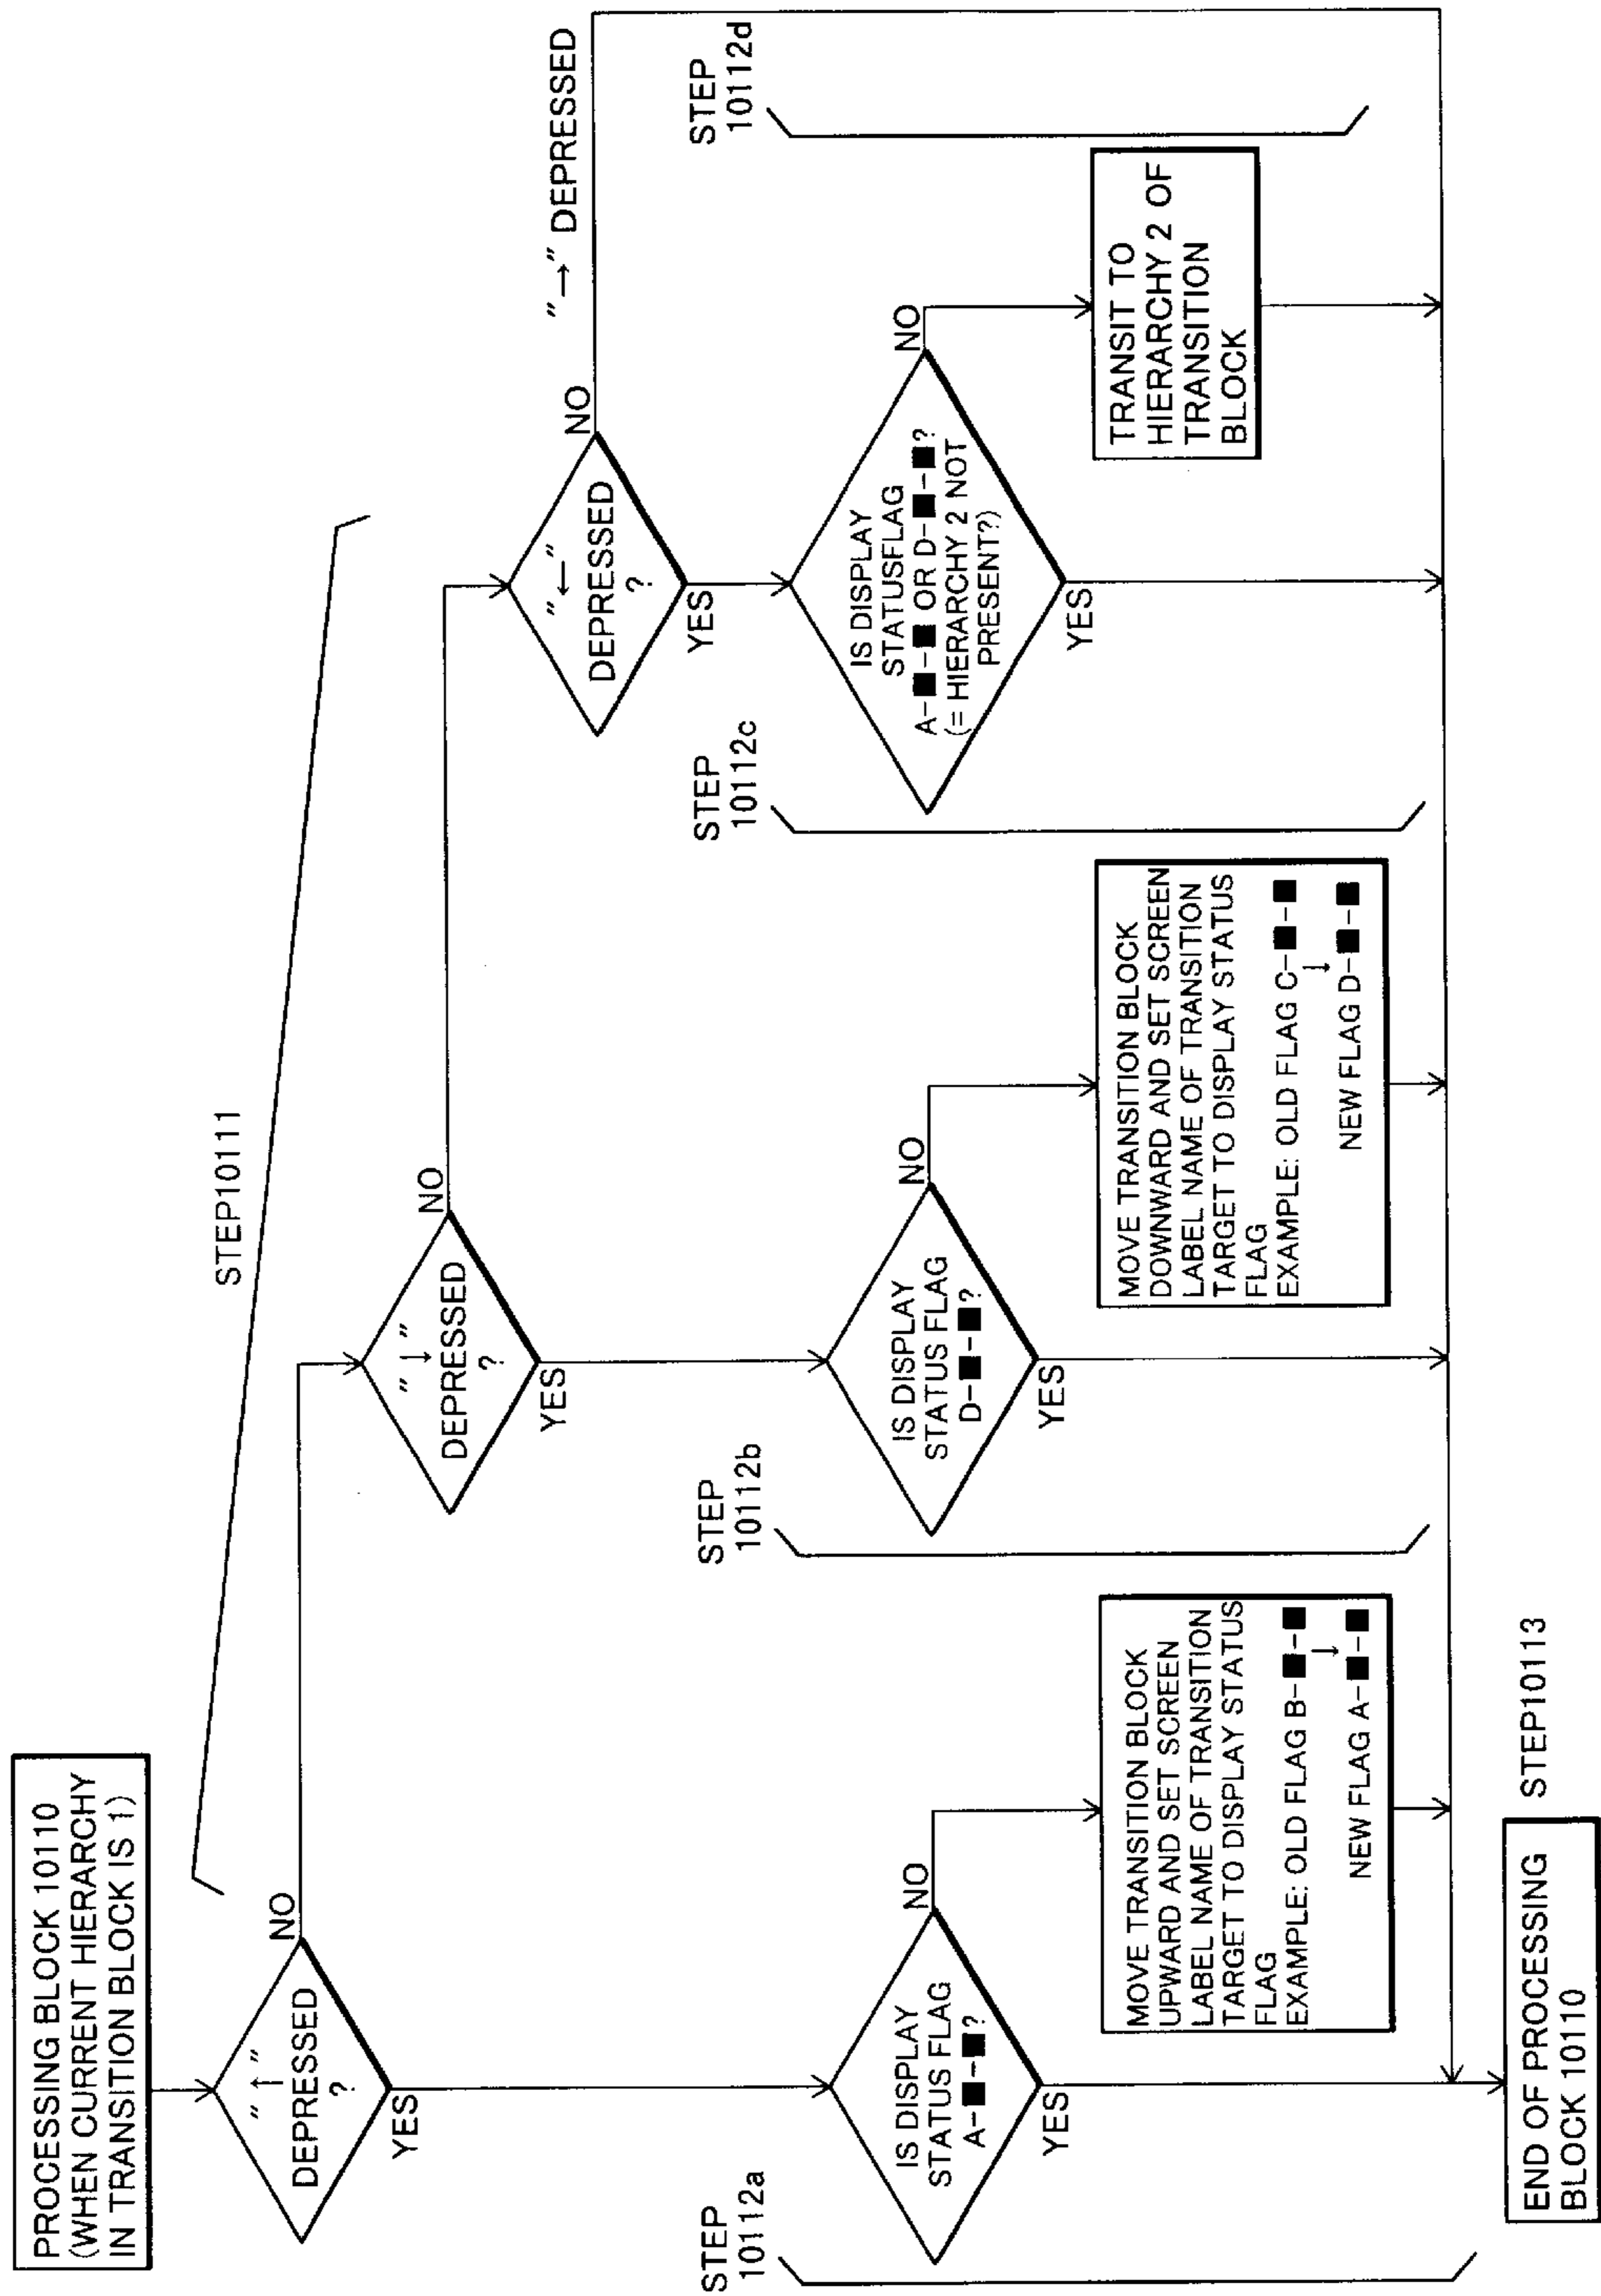 PROCESSING BLOCK 10110
(WHEN CURRENT HIERARCHY
IN TRANSITION BLOCK IS 1)
"↑"
DEPRESSED
?
NO
YES
STEP10111
"↓"
DEPRESSED
?
NO
YES
"←"
DEPRESSED
?
NO
YES
"→" DEPRESSED
STEP
10112a
IS DISPLAY
STATUS FLAG
A-■-■?
NO
YES
MOVE TRANSITION BLOCK
UPWARD AND SET SCREEN
LABEL NAME OF TRANSITION
TARGET TO DISPLAY STATUS
FLAG
EXAMPLE: OLD FLAG B-■-■
↓
NEW FLAG A-■-■
STEP
10112b
IS DISPLAY
STATUS FLAG
D-■-■?
NO
YES
MOVE TRANSITION BLOCK
DOWNWARD AND SET SCREEN
LABEL NAME OF TRANSITION
TARGET TO DISPLAY STATUS
FLAG
EXAMPLE: OLD FLAG C-■-■
↓
NEW FLAG D-■-■
STEP
10112c
IS DISPLAY
STATUSFLAG
A-■-■ OR D-■-■?
(= HIERARCHY 2 NOT
PRESENT?)
NO
YES
TRANSIT TO
HIERARCHY 2 OF
TRANSITION
BLOCK
STEP
10112d
END OF PROCESSING
BLOCK 10110
STEP10113